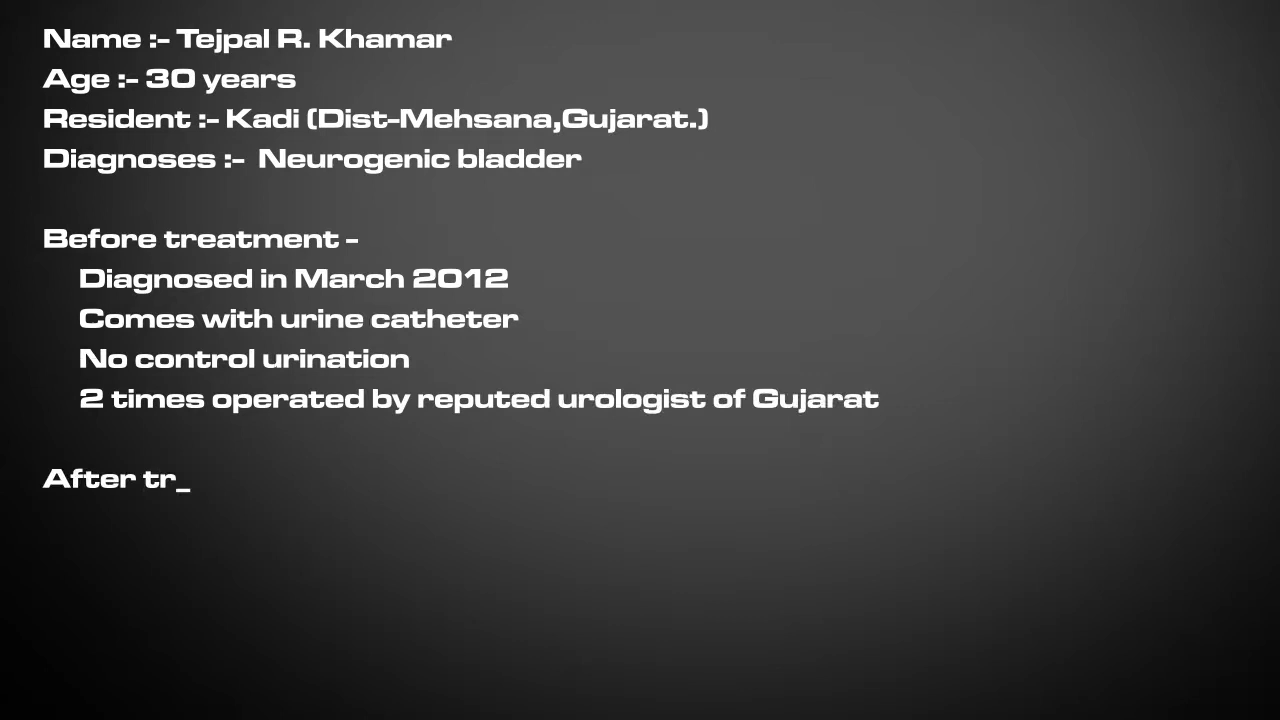 Name :- Tejpal R. Khamar
Age :- 30 years
Resident :- Kadi (Dist-Mehsana,Gujarat.)
Diagnoses :-  Neurogenic bladder
Before treatment -
Diagnosed in March 2012
Comes with urine catheter
No control urination
2 times operated by reputed urologist of Gujarat
After tr_